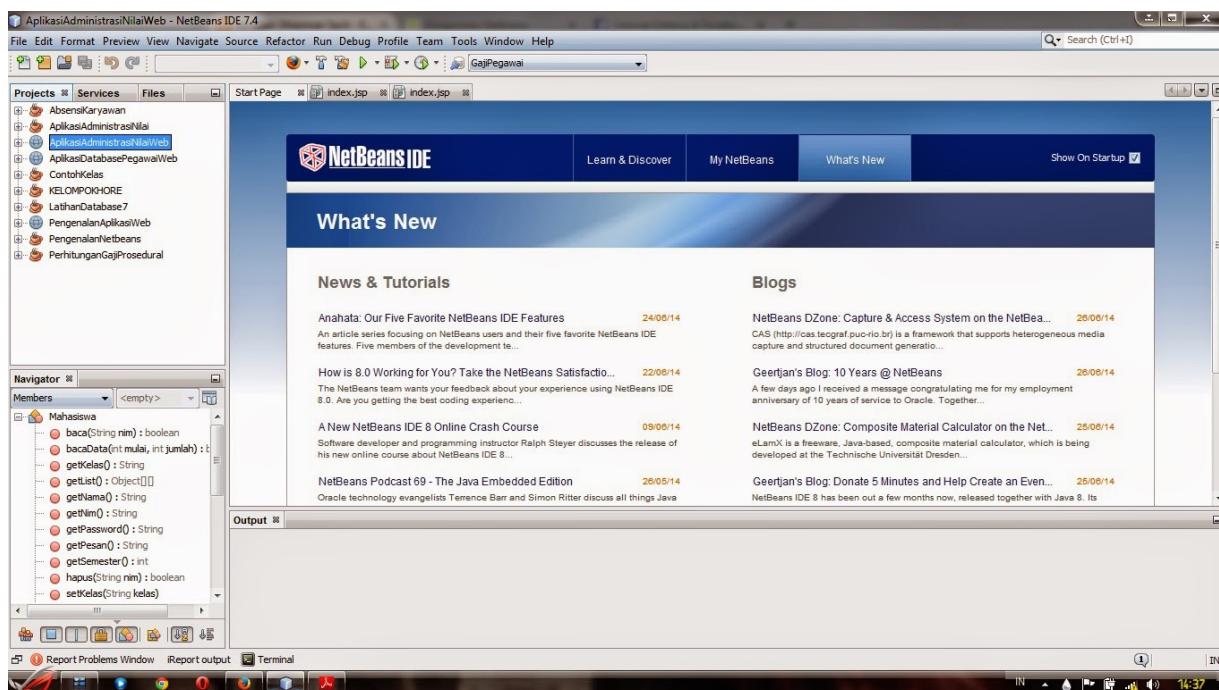 AplikasiAdministrasiNilaiWeb - NetBeans IDE 7.4
File Edit Format Preview View Navigate Source Refactor Run Debug Profile Team Tools Window Help
Search (Ctrl+I)
GajiPegawai
Projects Services Files
AbsensiKaryawan
AplikasiAdministrasiNilai
AplikasiAdministrasiNilaiWeb
AplikasiDatabasePegawaiWeb
ContohKelas
KELOMPOKHORE
LatihanDatabase7
PengenalanAplikasiWeb
PengenalanNetbeans
PerhitunganGajiProsedural
Navigator
Members <empty>
Mahasiswa
baca(String nim) : boolean
bacaData(int mulai, int jumlah) : b
getKelas() : String
getList() : Object[][]
getNama() : String
getNim() : String
getPassword() : String
getPesan() : String
getSemester() : int
hapus(String nim) : boolean
setKelas(String kelas)
Start Page index.jsp index.jsp
NetBeans IDE
Learn & Discover My NetBeans What's New Show On Startup
What's New
News & Tutorials
Anahata: Our Five Favorite NetBeans IDE Features 24/06/14
An article series focusing on NetBeans users and their five favorite NetBeans IDE
features. Five members of the development te...
How is 8.0 Working for You? Take the NetBeans Satisfactio... 22/06/14
The NetBeans team wants your feedback about your experience using NetBeans IDE
8.0. Are you getting the best coding experienc...
A New NetBeans IDE 8 Online Crash Course 09/06/14
Software developer and programming instructor Ralph Steyer discusses the release of
his new online course about NetBeans IDE 8...
NetBeans Podcast 69 - The Java Embedded Edition 26/05/14
Oracle technology evangelists Terrence Barr and Simon Ritter discuss all things Java
Blogs
NetBeans DZone: Capture & Access System on the NetBea... 26/06/14
CAS (http://cas.tecgraf.puc-rio.br) is a framework that supports heterogeneous media
capture and structured document generatio...
Geertjan's Blog: 10 Years @ NetBeans 26/06/14
A few days ago I received a message congratulating me for my employment
anniversary of 10 years of service to Oracle. Together...
NetBeans DZone: Composite Material Calculator on the Net... 25/06/14
eLamX is a freeware, Java-based, composite material calculator, which is being
developed at the Technische Universität Dresden...
Geertjan's Blog: Donate 5 Minutes and Help Create an Even... 25/06/14
NetBeans IDE 8 has been out a few months now, released together with Java 8. Its
Output
Report Problems Window iReport output Terminal
1 IN
IN 14:37